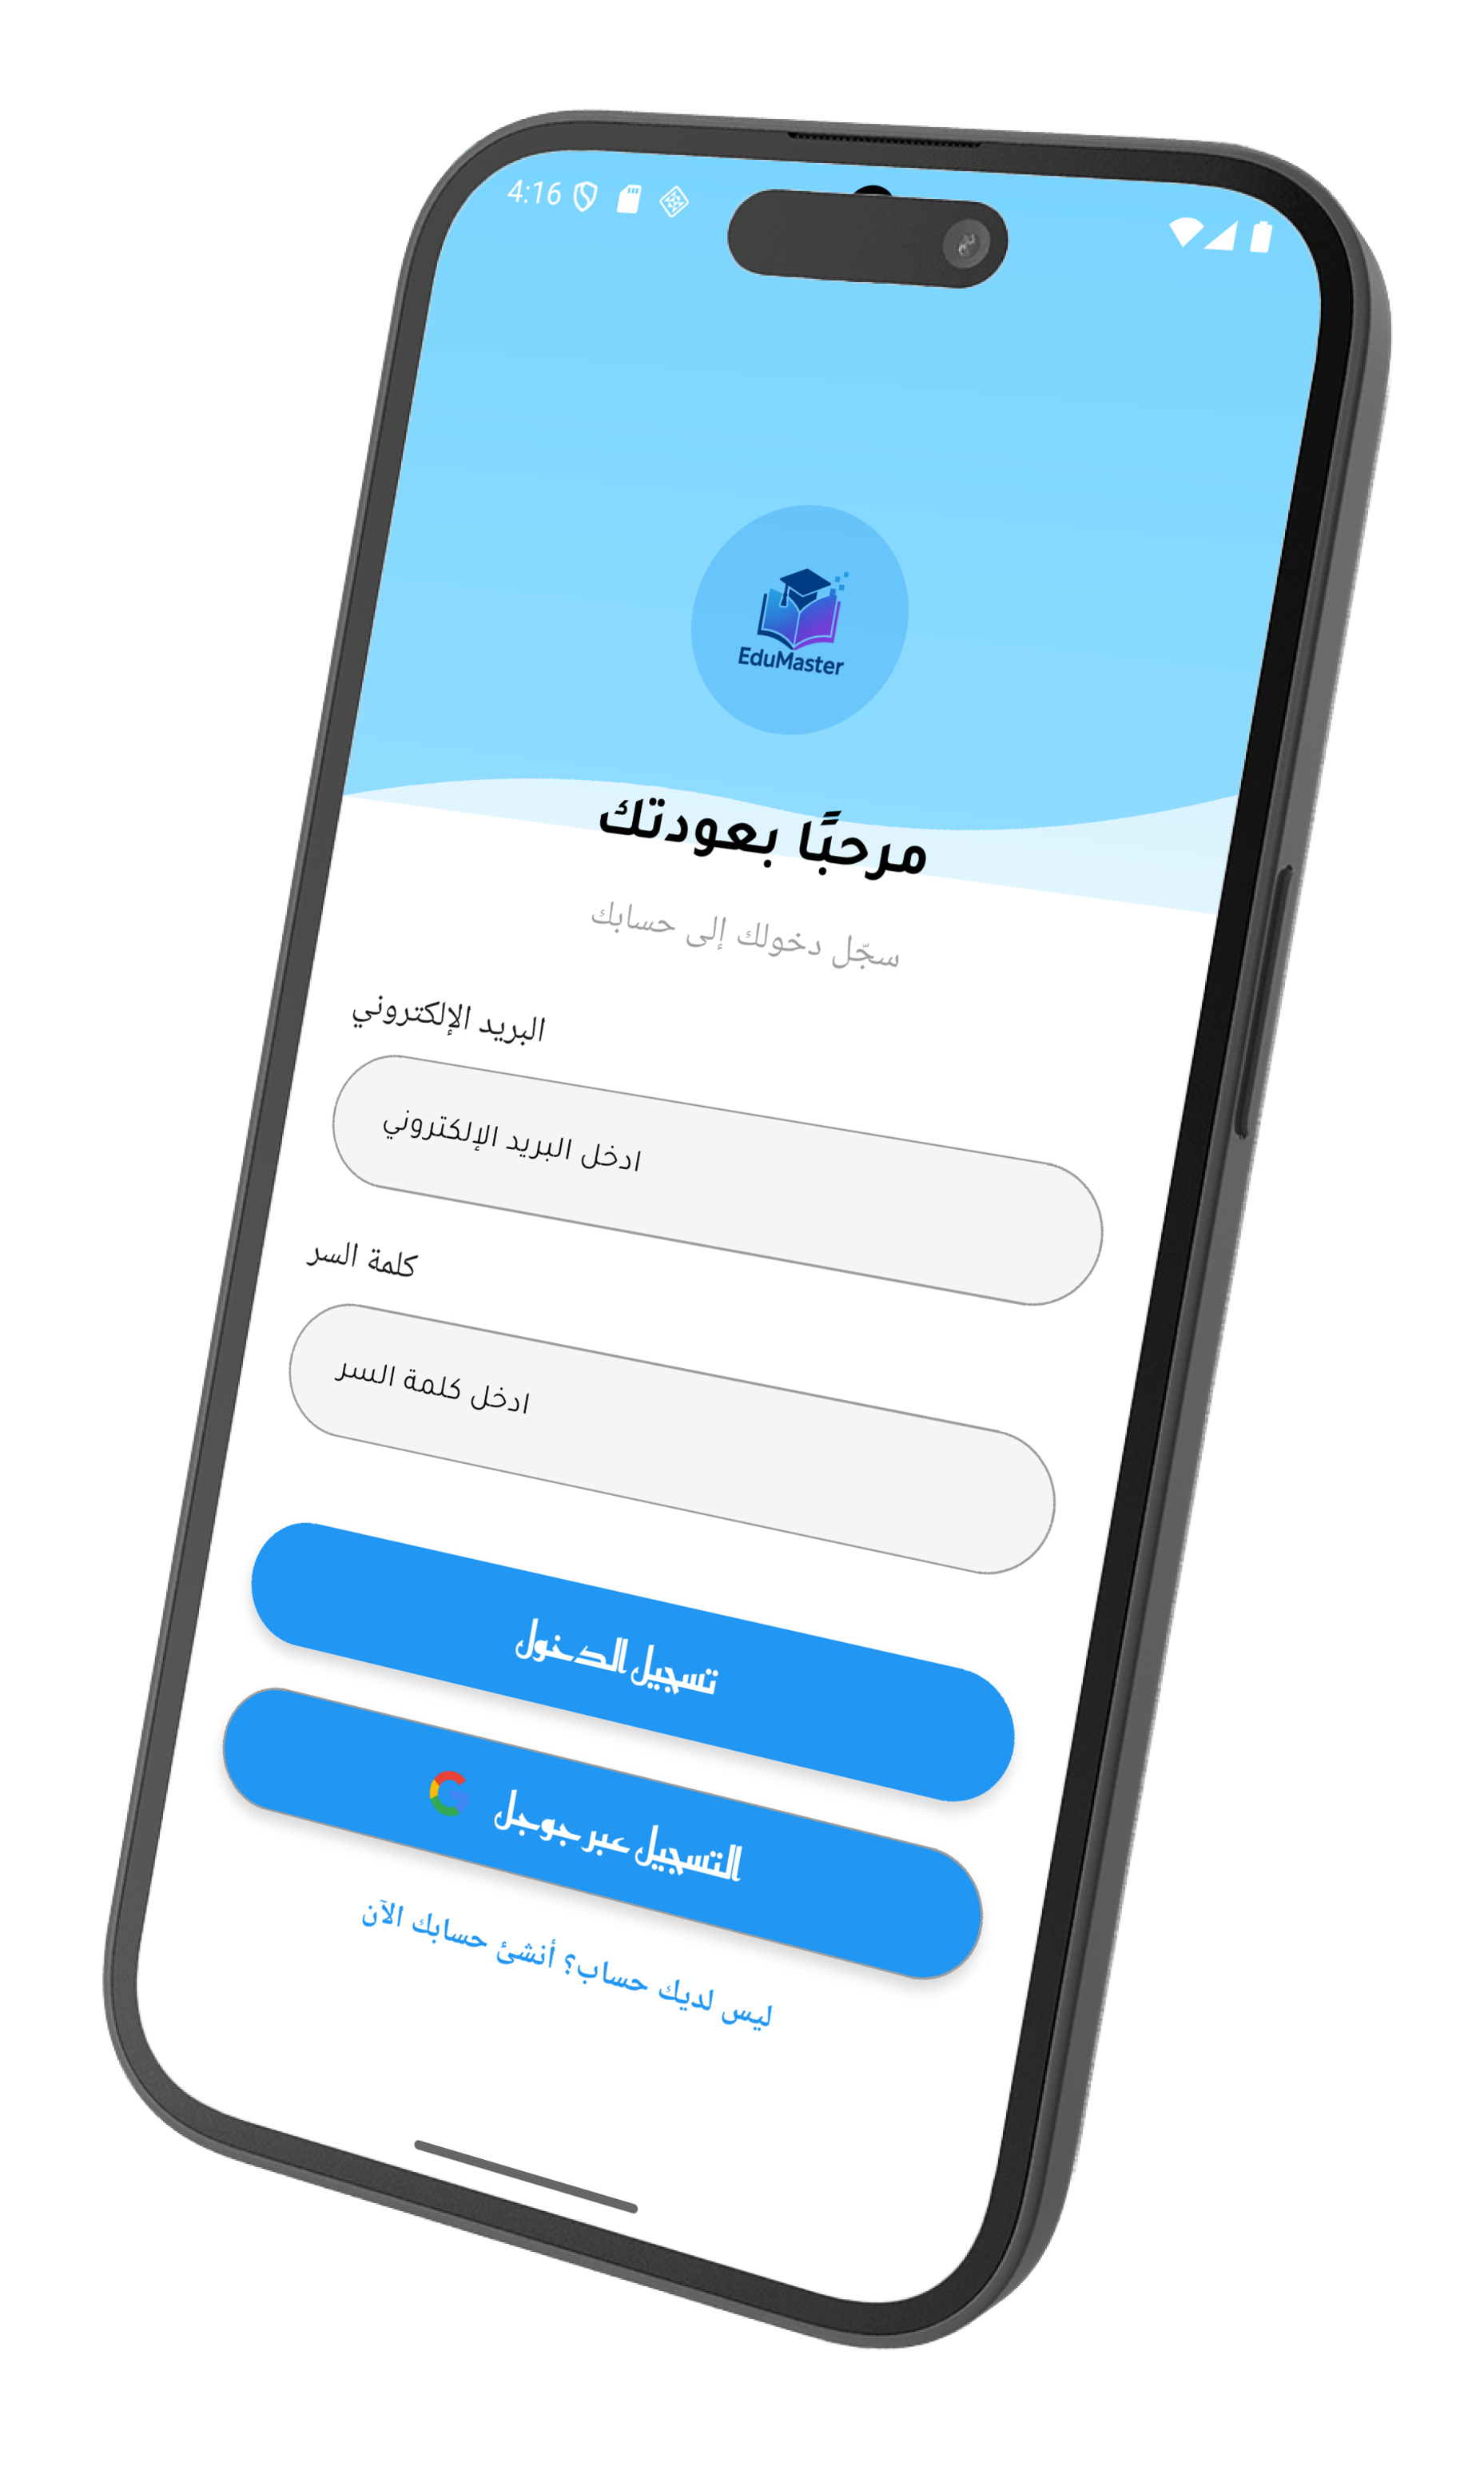 4:16
EduMaster
مرحبًا بعودتك
سجّل دخولك إلى حسابك
البريد الإلكتروني
ادخل البريد الإلكتروني
كلمة السر
ادخل كلمة السر
تسجيل الدخول
التسجيل عبر جوجل
ليس لديك حساب؟ أنشئ حسابك الآن